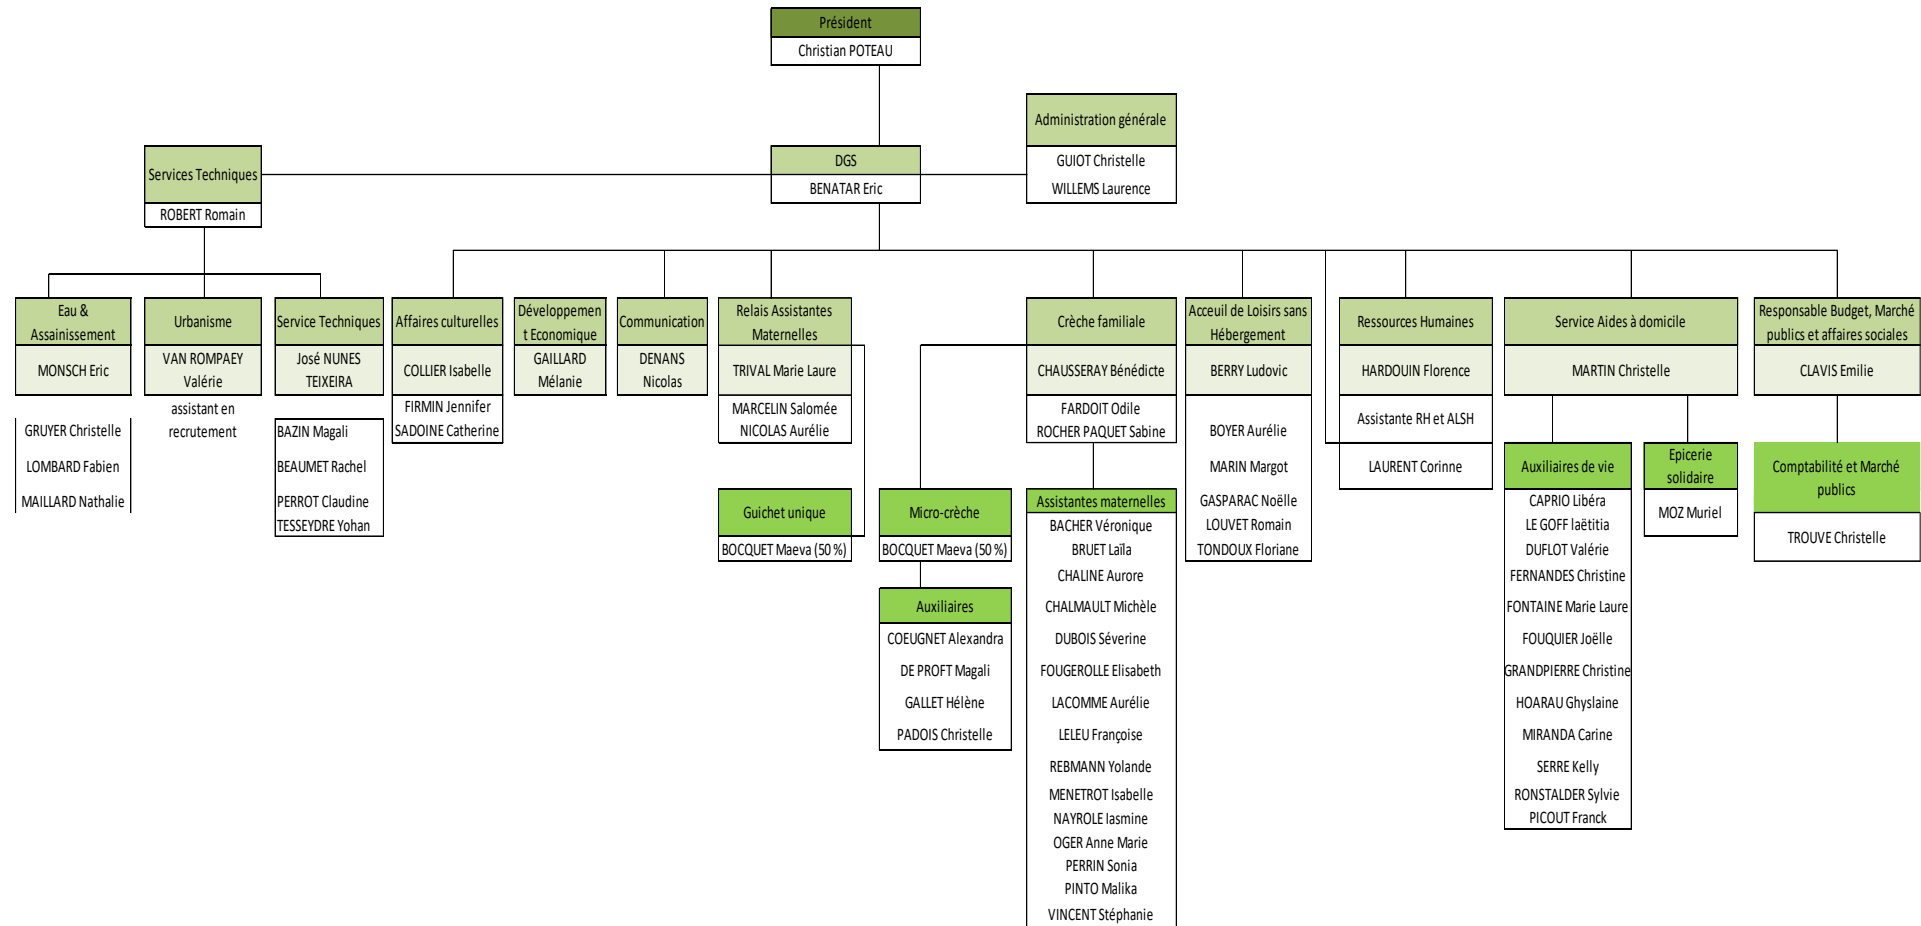 Président
Christian POTEAU
Administration générale
GUIOT Christelle
WILLEMS Laurence
DGS
BENATAR Eric
Services Techniques
ROBERT Romain
Eau &
Assainissement
MONSCH Eric
GRUYER Christelle
LOMBARD Fabien
MAILLARD Nathalie
Urbanisme
VAN ROMPAEY
Valérie
assistant en
recrutement
Service Techniques
José NUNES
TEIXEIRA
BAZIN Magali
BEAUMET Rachel
PERROT Claudine
TESSEYDRE Yohan
Affaires culturelles
COLLIER Isabelle
FIRMIN Jennifer
SADOINE Catherine
Développemen
t Economique
GAILLARD
Mélanie
Communication
DENANS
Nicolas
Relais Assistantes
Maternelles
TRIVAL Marie Laure
MARCELIN Salomée
NICOLAS Aurélie
Guichet unique
BOCQUET Maeva (50 %)
Crèche familiale
CHAUSSERAY Bénédicte
FARDOIT Odile
ROCHER PAQUET Sabine
Micro-crèche
BOCQUET Maeva (50 %)
Auxiliaires
COEUGNET Alexandra
DE PROFT Magali
GALLET Hélène
PADOIS Christelle
Assistantes maternelles
BACHER Véronique
BRUET Laïla
CHALINE Aurore
CHALMAULT Michèle
DUBOIS Séverine
FOUGEROLLE Elisabeth
LACOMME Aurélie
LELEU Françoise
REBMANN Yolande
MENETROT Isabelle
NAYROLE Iasmine
OGER Anne Marie
PERRIN Sonia
PINTO Malika
VINCENT Stéphanie
Acceuil de Loisirs sans
Hébergement
BERRY Ludovic
BOYER Aurélie
MARIN Margot
GASPARAC Noëlle
LOUVET Romain
TONDOUX Floriane
Ressources Humaines
HARDOUIN Florence
Assistante RH et ALSH
LAURENT Corinne
Service Aides à domicile
MARTIN Christelle
Auxiliaires de vie
CAPRIO Libéra
LE GOFF laëtitia
DUFLOT Valérie
FERNANDES Christine
FONTAINE Marie Laure
FOUQUIER Joëlle
GRANDPIERRE Christine
HOARAU Ghyslaine
MIRANDA Carine
SERRE Kelly
RONSTALDER Sylvie
PICOUT Franck
Epicerie
solidaire
MOZ Muriel
Responsable Budget, Marché
publics et affaires sociales
CLAVIS Emilie
Comptabilité et Marché
publics
TROUVE Christelle